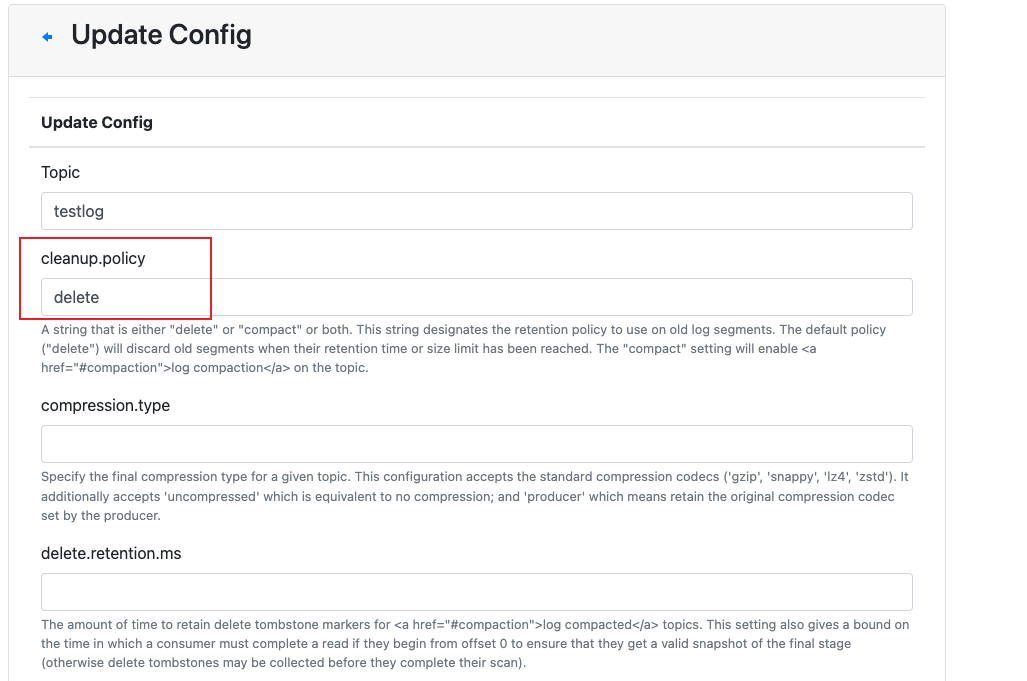 Update Config
Update Config
Topic
testlog
cleanup.policy
delete
A string that is either "delete" or "compact" or both. This string designates the retention policy to use on old log segments. The default policy
("delete") will discard old segments when their retention time or size limit has been reached. The "compact" setting will enable <a
href="#compaction">log compaction</a> on the topic.
compression.type
Specify the final compression type for a given topic. This configuration accepts the standard compression codecs ('gzip', 'snappy', 'lz4', 'zstd'). It
additionally accepts 'uncompressed' which is equivalent to no compression; and 'producer' which means retain the original compression codec
set by the producer.
delete.retention.ms
The amount of time to retain delete tombstone markers for <a href="#compaction">log compacted</a> topics. This setting also gives a bound on
the time in which a consumer must complete a read if they begin from offset 0 to ensure that they get a valid snapshot of the final stage
(otherwise delete tombstones may be collected before they complete their scan).